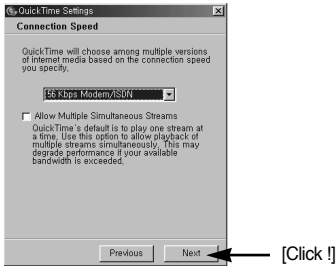 QuickTime Settings
Connection Speed
QuickTime will choose among multiple versions
of internet media based on the connection speed
you specify,
56 Kbps Modem/ISDN
Allow Multiple Simultaneous Streams
QuickTime's default is to play one stream at
a time, Use this option to allow playback of
multiple streams simultaneously, This may
degrade performance if your available
bandwidth is exceeded,
Previous
Next
[Click !]